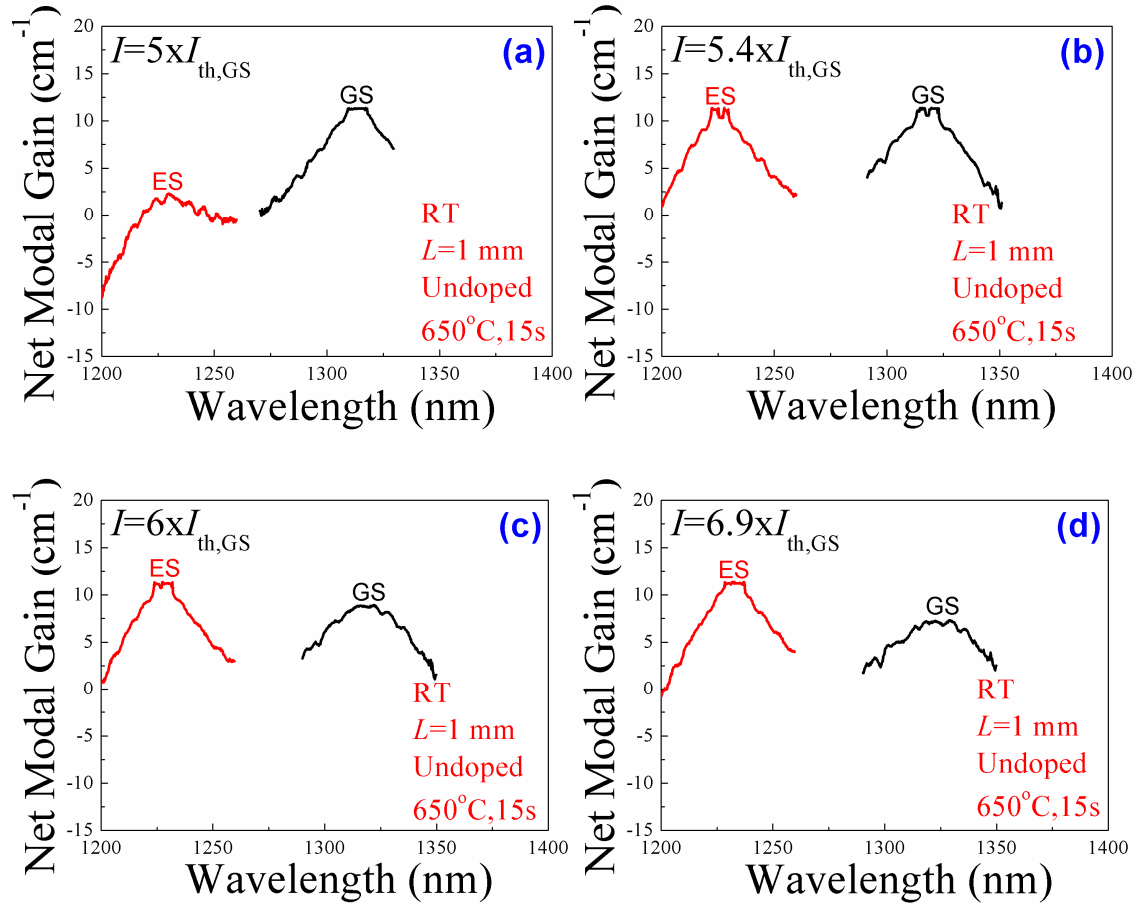 I=5xIth,GS
(a)
GS
ES
RT
L=1 mm
Undoped
650°C,15s
Net Modal Gain (cm-1)
20
15
10
5
0
-5
-10
-15
1200 1250 1300 1350 1400
Wavelength (nm)
I=5.4xIth,GS
(b)
ES GS
RT
L=1 mm
Undoped
650°C,15s
Net Modal Gain (cm-1)
20
15
10
5
0
-5
-10
-15
1200 1250 1300 1350 1400
Wavelength (nm)
I=6xIth,GS
(c)
ES
GS
RT
L=1 mm
Undoped
650°C,15s
Net Modal Gain (cm-1)
20
15
10
5
0
-5
-10
-15
1200 1250 1300 1350 1400
Wavelength (nm)
I=6.9xIth,GS
(d)
ES
GS
RT
L=1 mm
Undoped
650°C,15s
Net Modal Gain (cm-1)
20
15
10
5
0
-5
-10
-15
1200 1250 1300 1350 1400
Wavelength (nm)